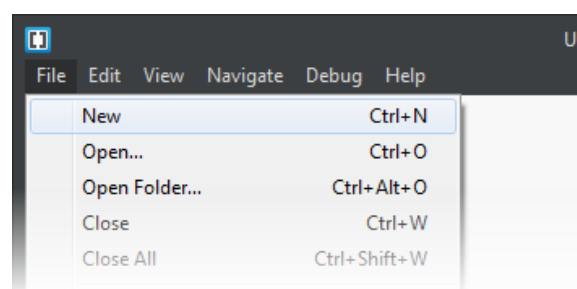 U
File Edit View Navigate Debug Help
New Ctrl+N
Open... Ctrl+O
Open Folder... Ctrl+Alt+O
Close Ctrl+W
Close All Ctrl+Shift+W